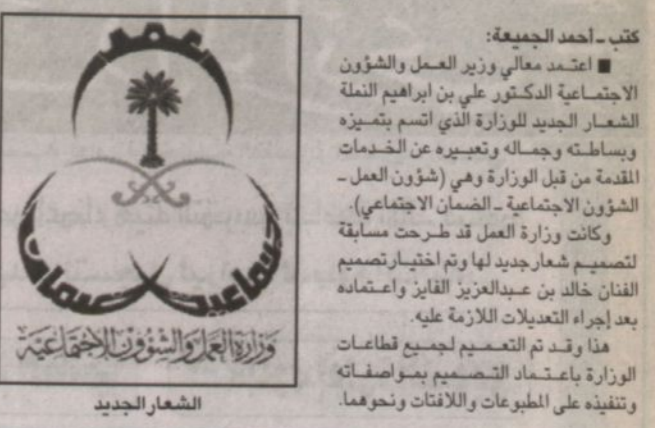 كتب ـ أحمد الجميعة:
■ اعتمد معالي وزير العمل والشؤون
الاجتماعية الدكتور علي بن ابراهيم النملة
الشعار الجديد للوزارة الذي اتسم بتميزه
وبساطته وجماله وتعبيره عن الخدمات
المقدمة من قبل الوزارة وهي (شؤون العمل ـ
الشؤون الاجتماعية ـ الضمان الاجتماعي).
وكانت وزارة العمل قد طرحت مسابقة
لتصميم شعار جديد لها وتم اختيار تصميم
الفنان خالد بن عبدالعزيز الفايز واعتماده
بعد إجراء التعديلات اللازمة عليه.
هذا وقد تم التعميم لجميع قطاعات
الوزارة باعتماد التصميم بمواصفاته
وتنفيذه على المطبوعات واللافتات ونحوهما.
وزارة العمل والشؤون الاجتماعية
الشعار الجديد